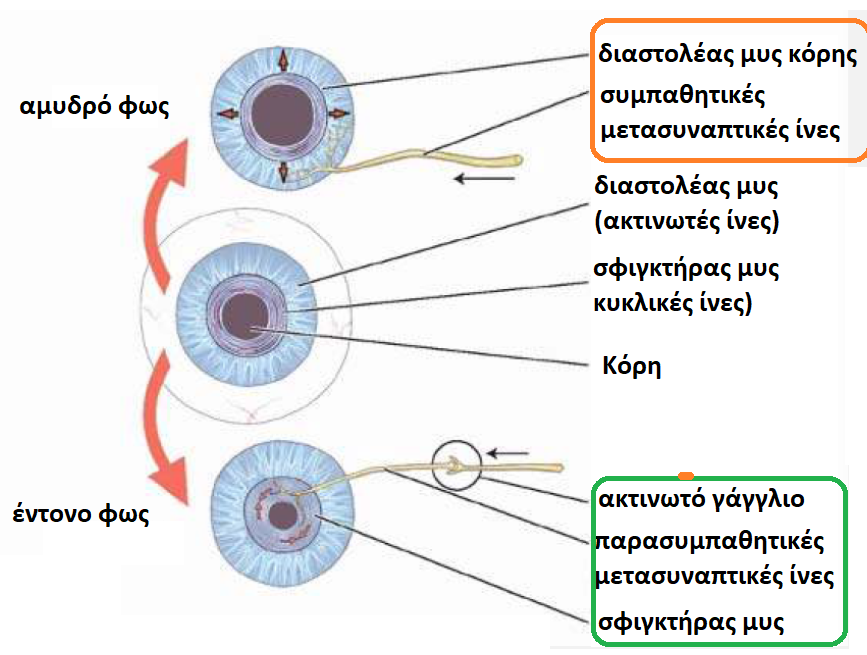 διαστολέας μυς κόρης
αμυδρό φως
συμπαθητικές
μετασυναπτικές ίνες
διαστολέας μυς
(ακτινωτές ίνες)
σφιγκτήρας μυς
κυκλικές ίνες)
Κόρη
ακτινωτό γάγγλιο
έντονο φως
παρασυμπαθητικές
μετασυναπτικές ίνες
σφιγκτήρας μυς